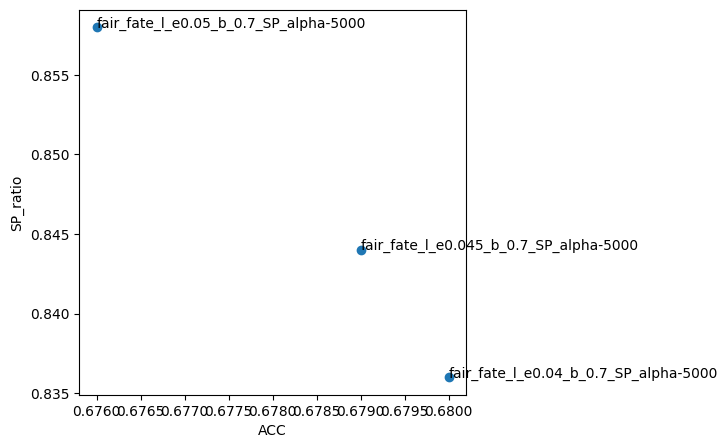 fair_fate_l_e0.05_b_0.7_SP_alpha-5000
0.855
0.850
SP_ratio
0.845
fair_fate_l_e0.045_b_0.7_SP_alpha-5000
0.840
fair_fate_l_e0.04_b_0.7_SP_alpha-5000
0.835
0.6760 0.6765 0.6770 0.6775 0.6780 0.6785 0.6790 0.6795 0.6800
ACC